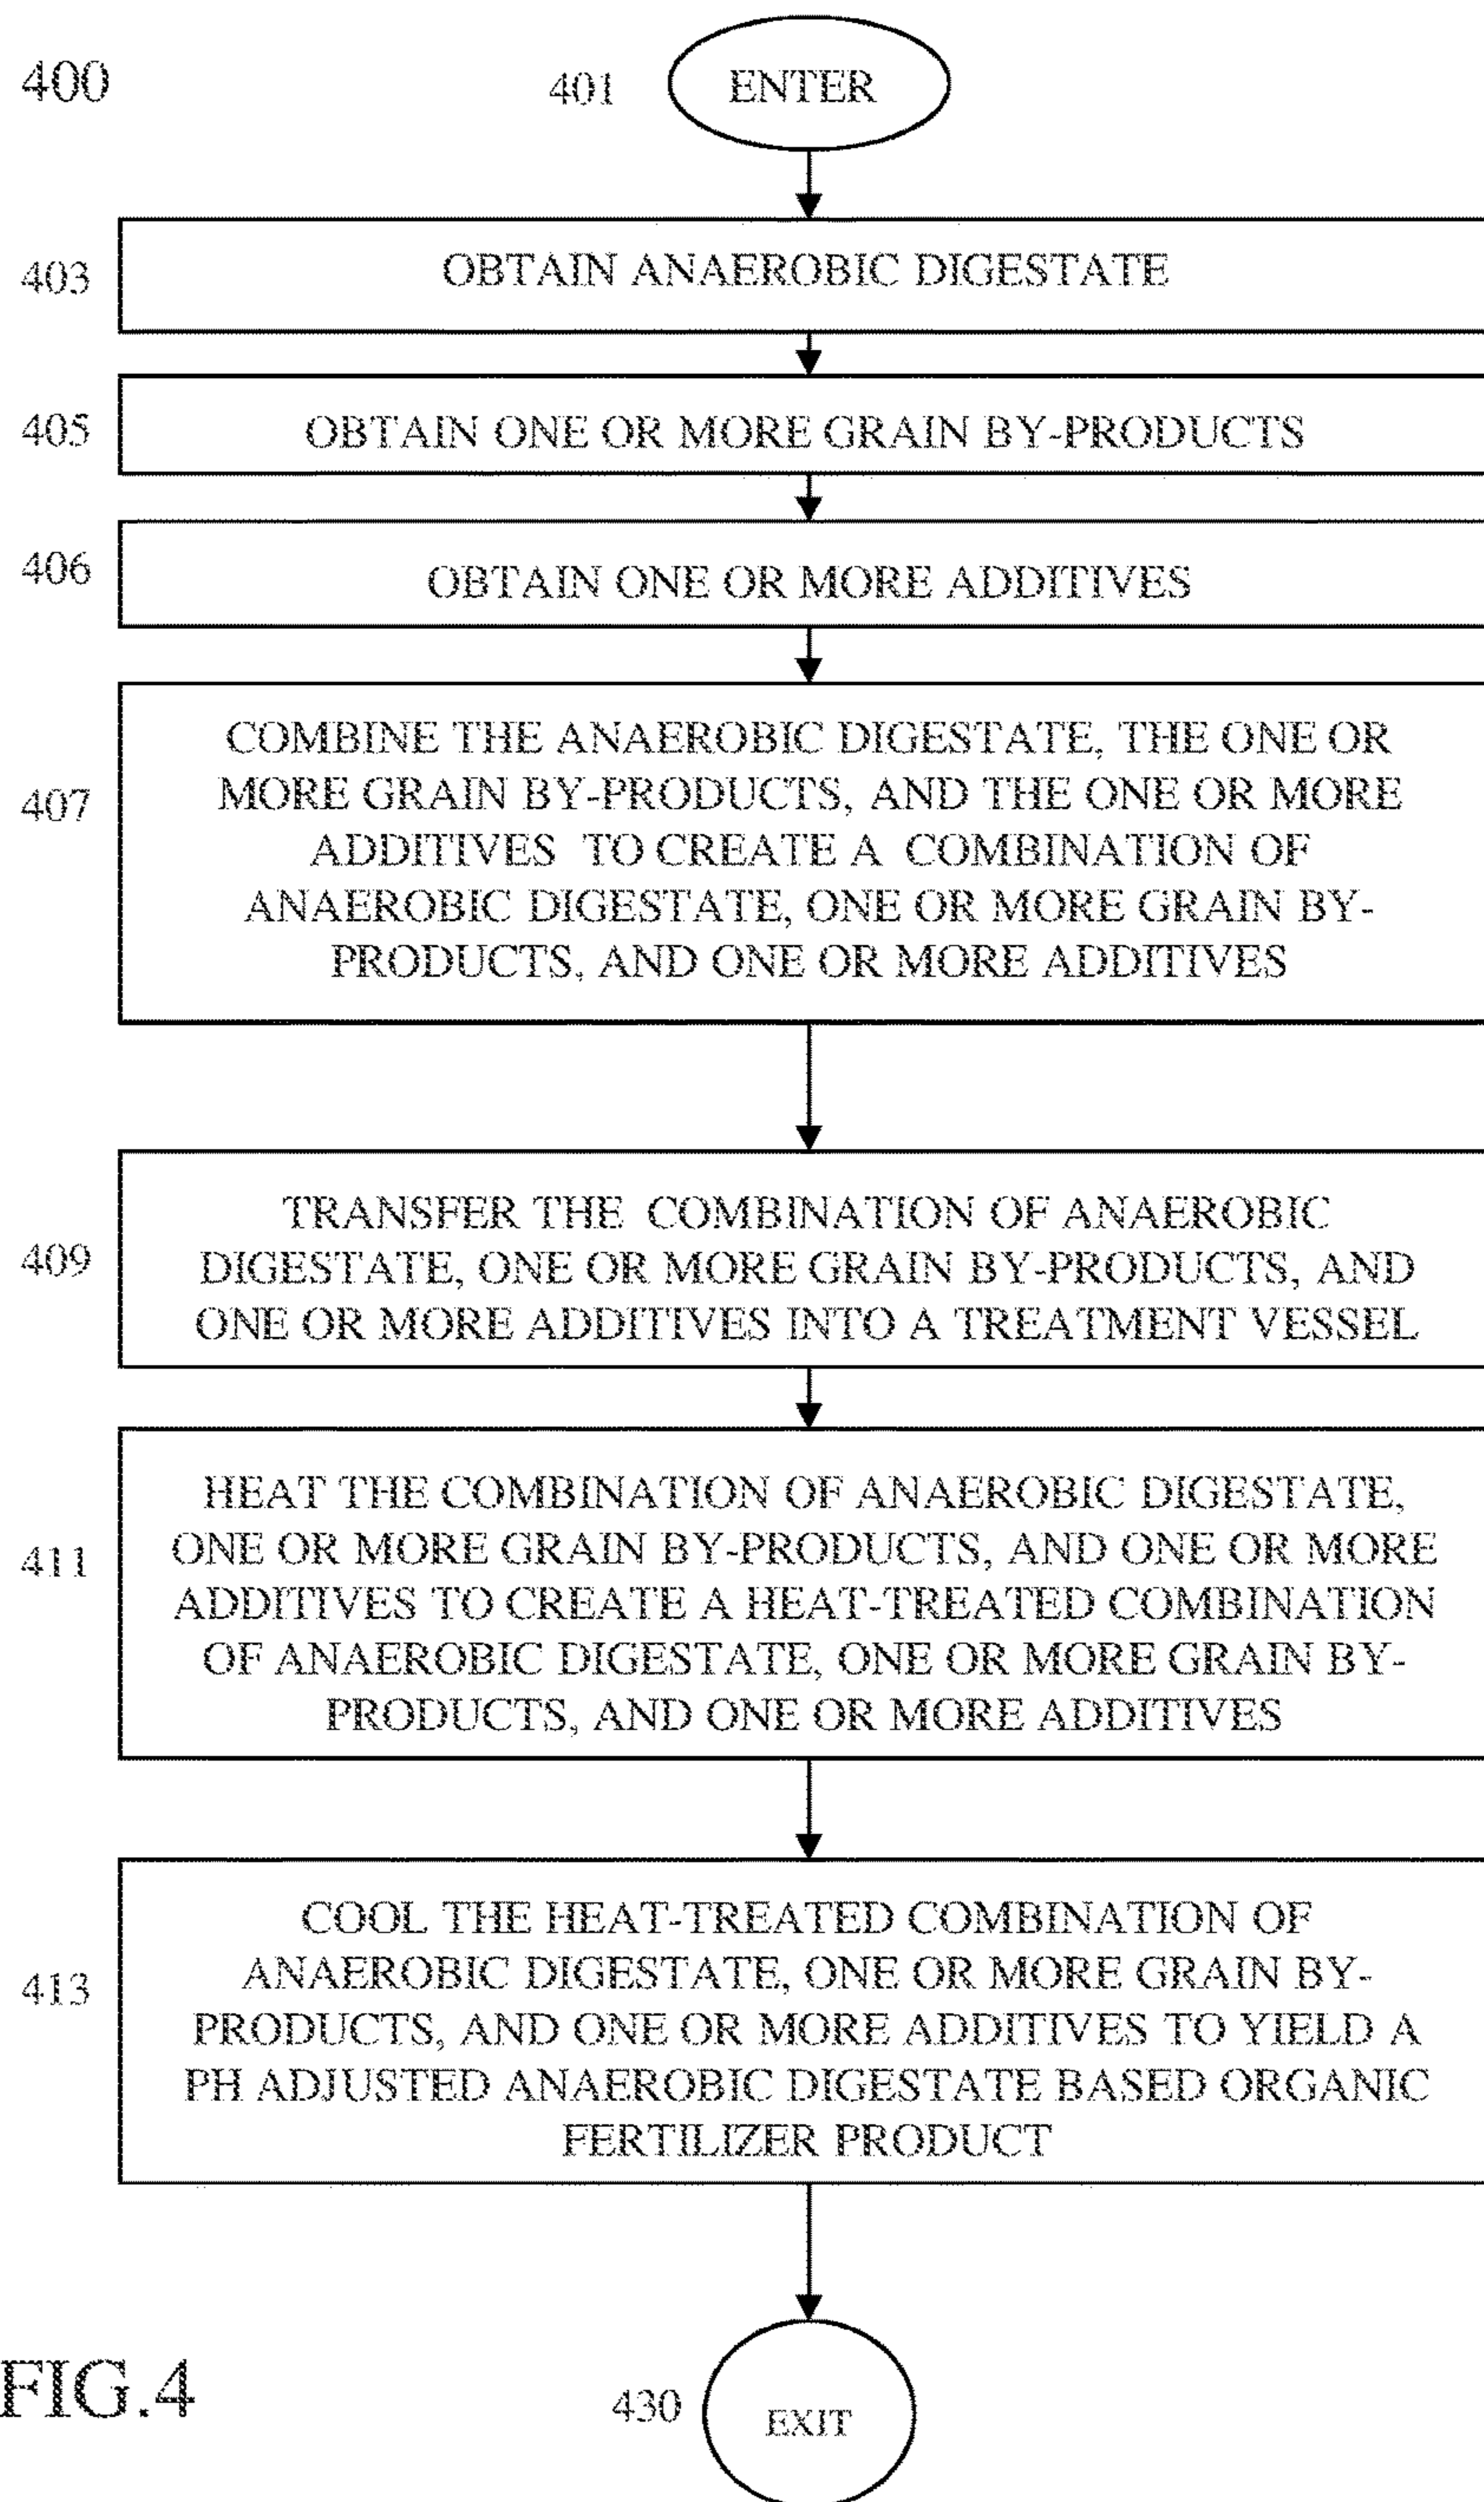 400
401 ENTER
403 OBTAIN ANAEROBIC DIGESTATE
405 OBTAIN ONE OR MORE GRAIN BY-PRODUCTS
406 OBTAIN ONE OR MORE ADDITIVES
407
COMBINE THE ANAEROBIC DIGESTATE, THE ONE OR
MORE GRAIN BY-PRODUCTS, AND THE ONE OR MORE
ADDITIVES TO CREATE A COMBINATION OF
ANAEROBIC DIGESTATE, ONE OR MORE GRAIN BY-
PRODUCTS, AND ONE OR MORE ADDITIVES
409
TRANSFER THE COMBINATION OF ANAEROBIC
DIGESTATE, ONE OR MORE GRAIN BY-PRODUCTS, AND
ONE OR MORE ADDITIVES INTO A TREATMENT VESSEL
411
HEAT THE COMBINATION OF ANAEROBIC DIGESTATE,
ONE OR MORE GRAIN BY-PRODUCTS, AND ONE OR MORE
ADDITIVES TO CREATE A HEAT-TREATED COMBINATION
OF ANAEROBIC DIGESTATE, ONE OR MORE GRAIN BY-
PRODUCTS, AND ONE OR MORE ADDITIVES
413
COOL THE HEAT-TREATED COMBINATION OF
ANAEROBIC DIGESTATE, ONE OR MORE GRAIN BY-
PRODUCTS, AND ONE OR MORE ADDITIVES TO YIELD A
PH ADJUSTED ANAEROBIC DIGESTATE BASED ORGANIC
FERTILIZER PRODUCT
FIG.4
430 EXIT